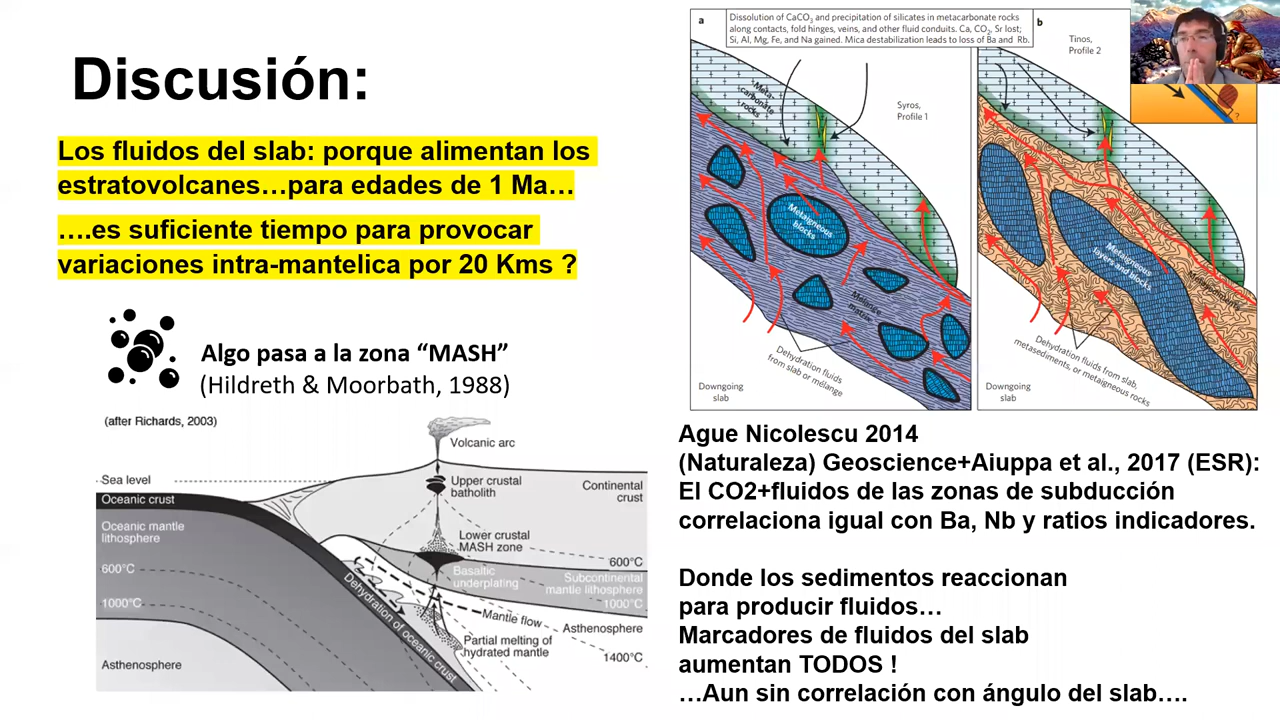 Discusión:
Los fluidos del slab: porque alimentan los
estratovolcanes…para edades de 1 Ma…
….es suficiente tiempo para provocar
variaciones intra-mantelica por 20 Kms ?
Algo pasa a la zona “MASH”
(Hildreth & Moorbath, 1988)
(after Richards, 2003)
Volcanic arc
Sea level
Oceanic crust
Upper crustal
batholith
Continental
crust
Oceanic mantle
lithosphere
Lower crustal
MASH zone
600°C
600°C
Basaltic
underplating
Subcontinental
mantle lithosphere
1000°C
1000°C
Dehydration of oceanic crust
Mantle flow
Asthenosphere
Partial melting of
hydrated mantle
1400°C
Asthenosphere
a
Dissolution of CaCO3 and precipitation of silicates in metacarbonate rocks
along contacts, fold hinges, veins, and other fluid conduits. Ca, CO2, Sr lost;
Si, Al, Mg, Fe, and Na gained. Mica destabilization leads to loss of Ba and Rb.
Meta-
carbonate
rocks
Syros,
Profile 1
Metaigneous
blocks
Mélange
matrix
Dehydration fluids
from slab or mélange
Downgoing
slab
b
Tinos,
Profile 2
?
Metaigneous
layers and blocks
Metasediments
Dehydration fluids from slab,
metasediments, or metaigneous rocks
Downgoing
slab
Ague Nicolescu 2014
(Naturaleza) Geoscience+Aiuppa et al., 2017 (ESR):
El CO2+fluidos de las zonas de subducción
correlaciona igual con Ba, Nb y ratios indicadores.
Donde los sedimentos reaccionan
para producir fluidos…
Marcadores de fluidos del slab
aumentan TODOS !
…Aun sin correlación con ángulo del slab….